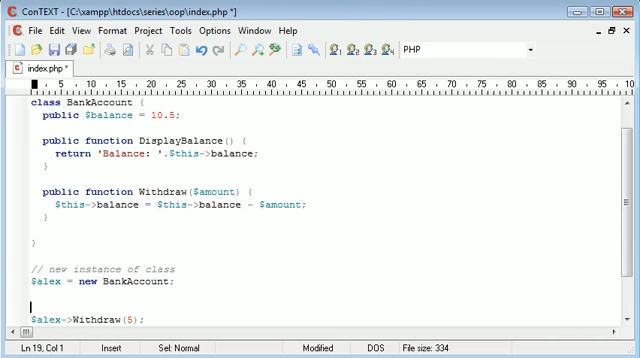 ConTEXT - [C:\xampp\htdocs\series\oop\index.php *]
File Edit View Format Project Tools Options Window Help
PHP
index.php *
5 10 15 20 25 30 35 40 45 50 55 60 65 70 75 80 85 90 95 10
class BankAccount {
public $balance = 10.5;
public function DisplayBalance() {
return 'Balance: '.$this->balance;
}
public function Withdraw($amount) {
$this->balance = $this->balance - $amount;
}
}
// new instance of class
$alex = new BankAccount;
$alex->Withdraw(5);
Ln 19, Col 1 Insert Sel: Normal Modified DOS File size: 334